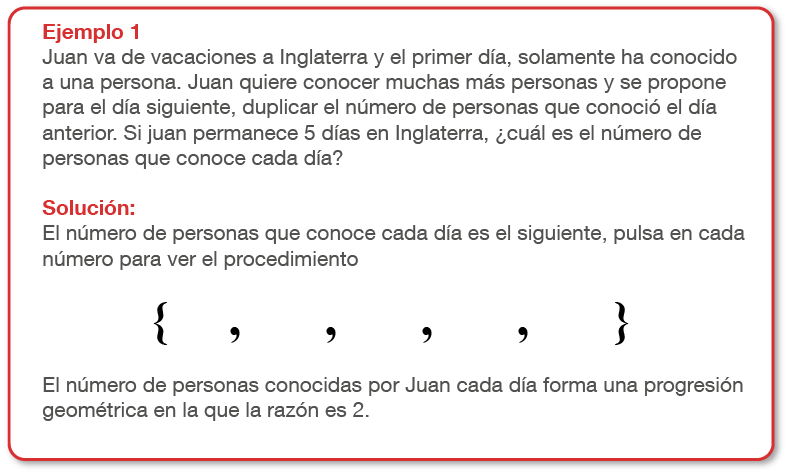 Ejemplo 1
Juan va de vacaciones a Inglaterra y el primer día, solamente ha conocido
a una persona. Juan quiere conocer muchas más personas y se propone
para el día siguiente, duplicar el número de personas que conoció el día
anterior. Si juan permanece 5 días en Inglaterra, ¿cuál es el número de
personas que conoce cada día?
Solución:
El número de personas que conoce cada día es el siguiente, pulsa en cada
número para ver el procedimiento
{ , , , , }
El número de personas conocidas por Juan cada día forma una progresión
geométrica en la que la razón es 2.